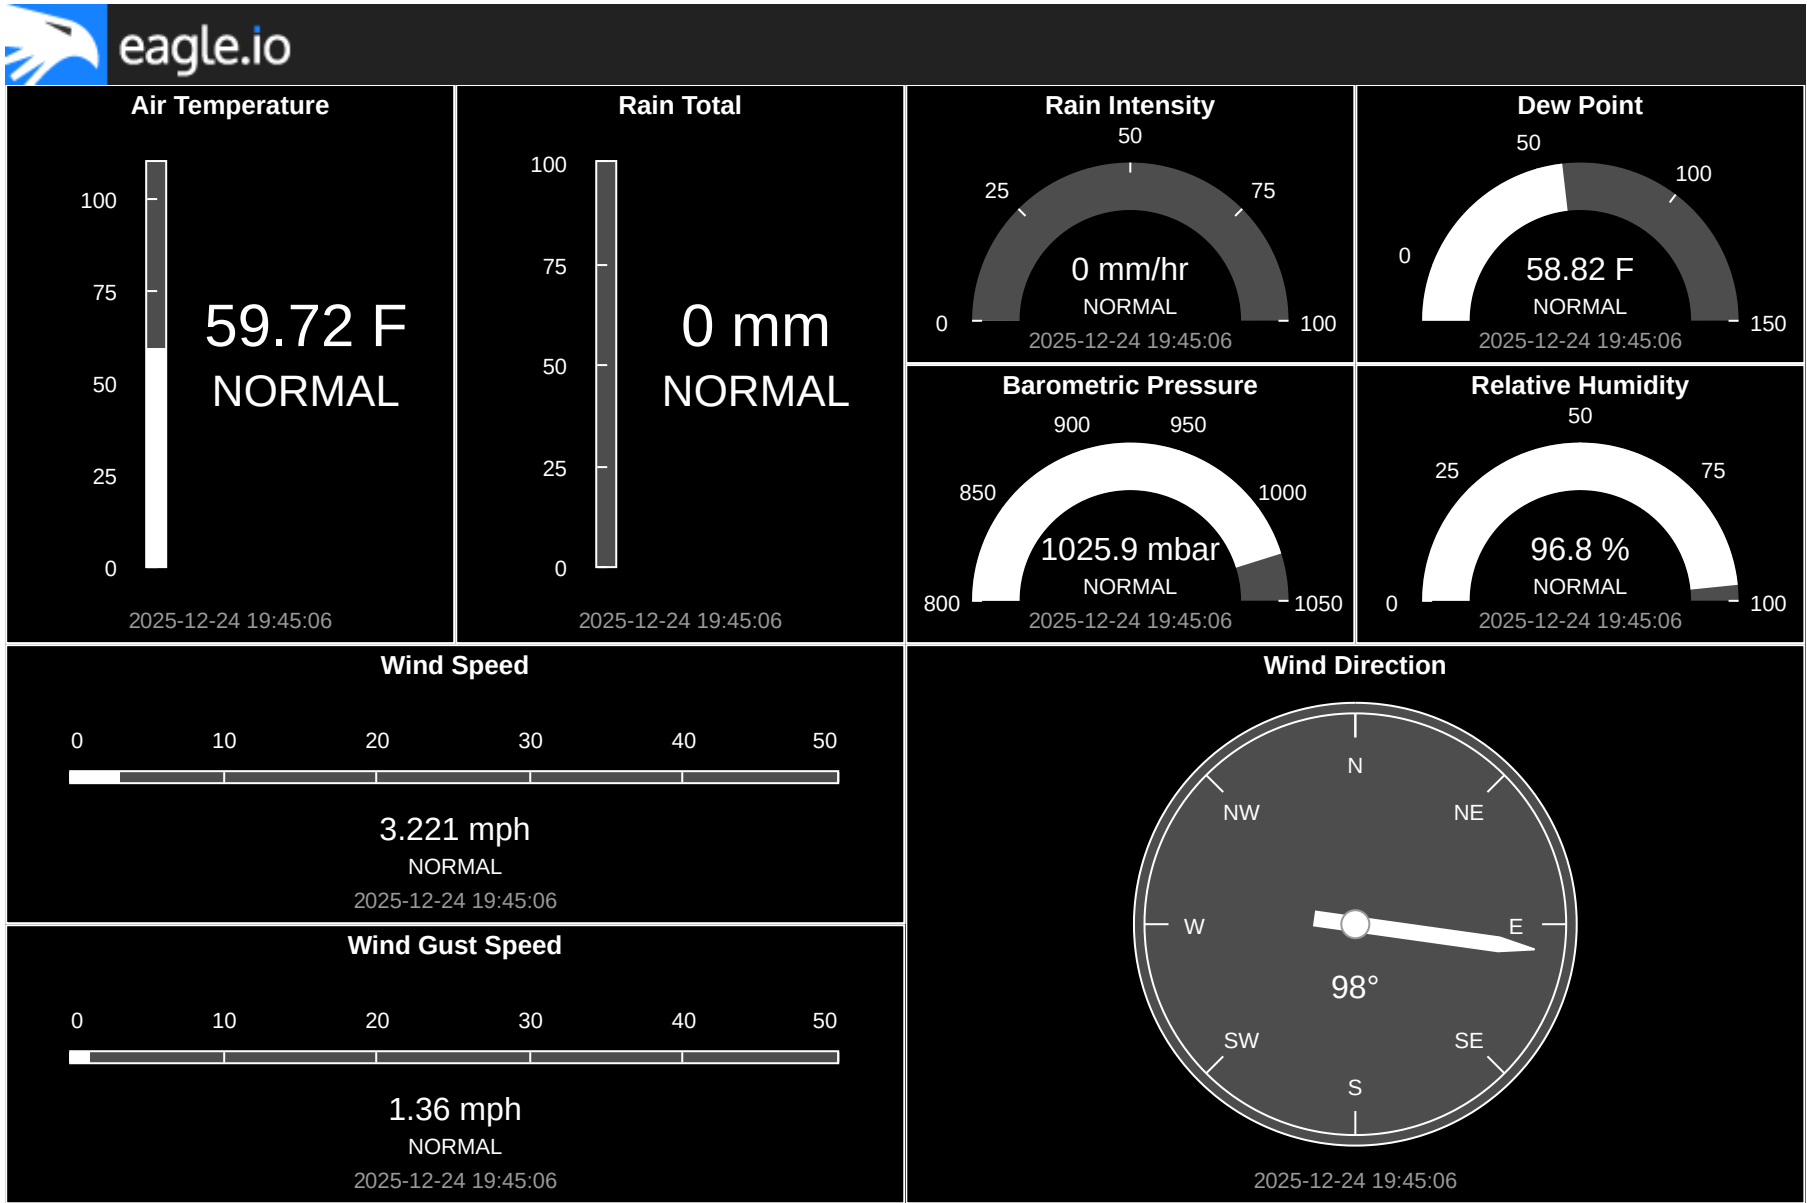 eagle.io
Air Temperature
100
75
50
25
0
59.72 F
NORMAL
2025-12-24 19:45:06
Rain Total
100
75
50
25
0
0 mm
NORMAL
2025-12-24 19:45:06
Rain Intensity
50
25
75
0
100
0 mm/hr
NORMAL
2025-12-24 19:45:06
Dew Point
50
100
0
150
58.82 F
NORMAL
2025-12-24 19:45:06
Barometric Pressure
900
950
850
1000
800
1050
1025.9 mbar
NORMAL
2025-12-24 19:45:06
Relative Humidity
50
25
75
0
100
96.8 %
NORMAL
2025-12-24 19:45:06
Wind Speed
0 10 20 30 40 50
3.221 mph
NORMAL
2025-12-24 19:45:06
Wind Gust Speed
0 10 20 30 40 50
1.36 mph
NORMAL
2025-12-24 19:45:06
Wind Direction
N
NW
NE
W
E
98°
SW
SE
S
2025-12-24 19:45:06